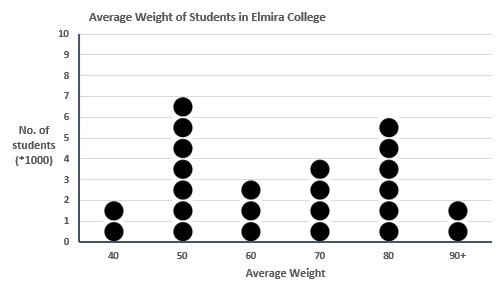 Average Weight of Students in Elmira College
10
9
8
7
6
5
4
3
2
1
0
No. of
students
(*1000)
40 50 60 70 80 90+
Average Weight